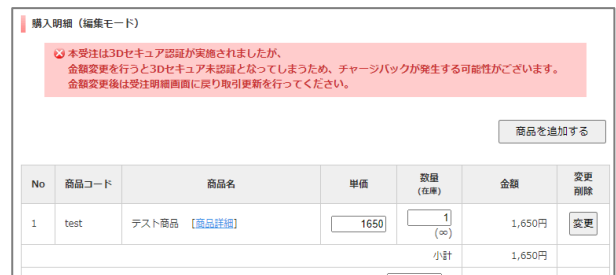 購入明細（編集モード）
本受注は3Dセキュア認証が実施されましたが、
金額変更を行うと3Dセキュア未認証となってしまうため、チャージバックが発生する可能性がございます。
金額変更後は受注明細画面に戻り取引更新を行ってください。
商品を追加する
No 商品コード 商品名 単価 数量 (在庫) 金額 変更 削除
1 test テスト商品 [商品詳細] 1650 1 (∞) 1,650円 変更
小計 1,650円